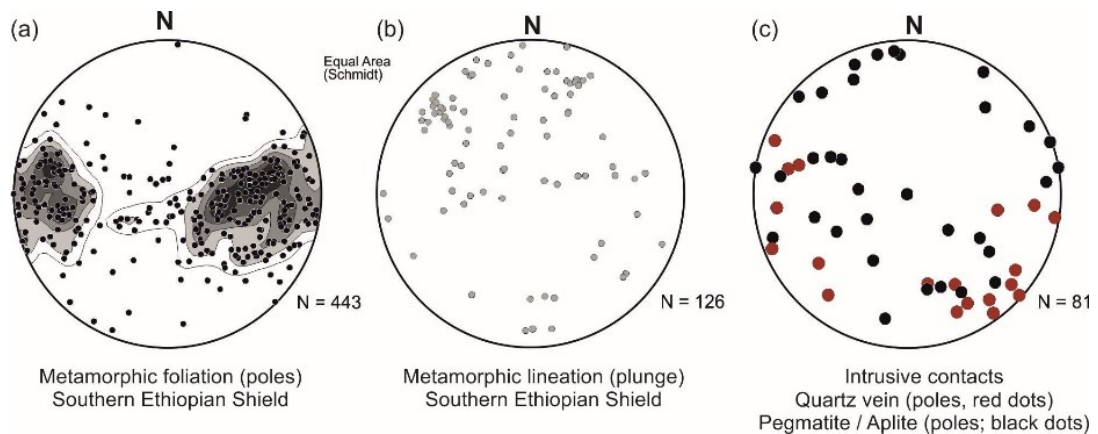 (a)
N
N = 443
Metamorphic foliation (poles)
Southern Ethiopian Shield
(b)
N
Equal Area
(Schmidt)
N = 126
Metamorphic lineation (plunge)
Southern Ethiopian Shield
(c)
N
N = 81
Intrusive contacts
Quartz vein (poles, red dots)
Pegmatite / Aplite (poles; black dots)